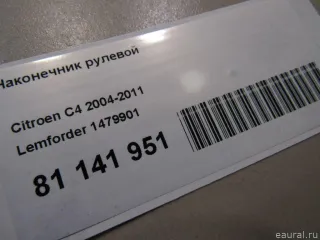 Наконечник рулевой
Citroen C4 2004-2011
Lemforder 1479901
81 141 951
eaural.ru